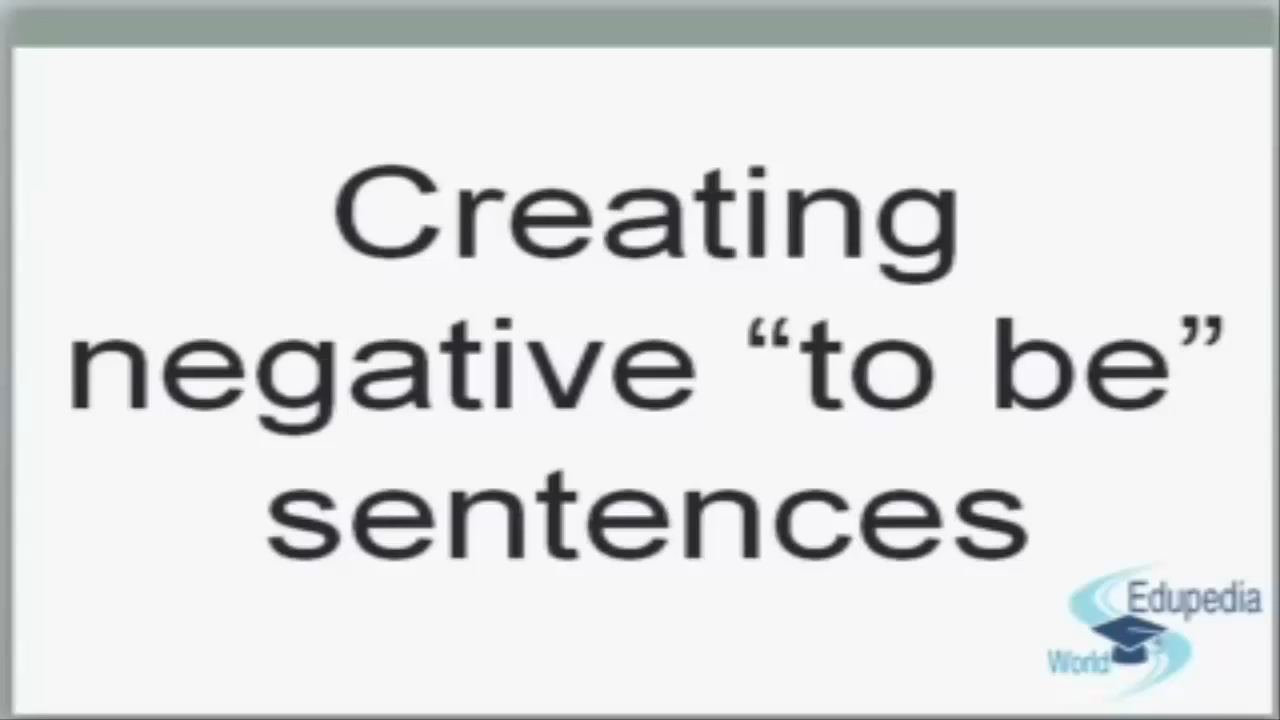 Creating
negative “to be”
sentences
Edupedia
World